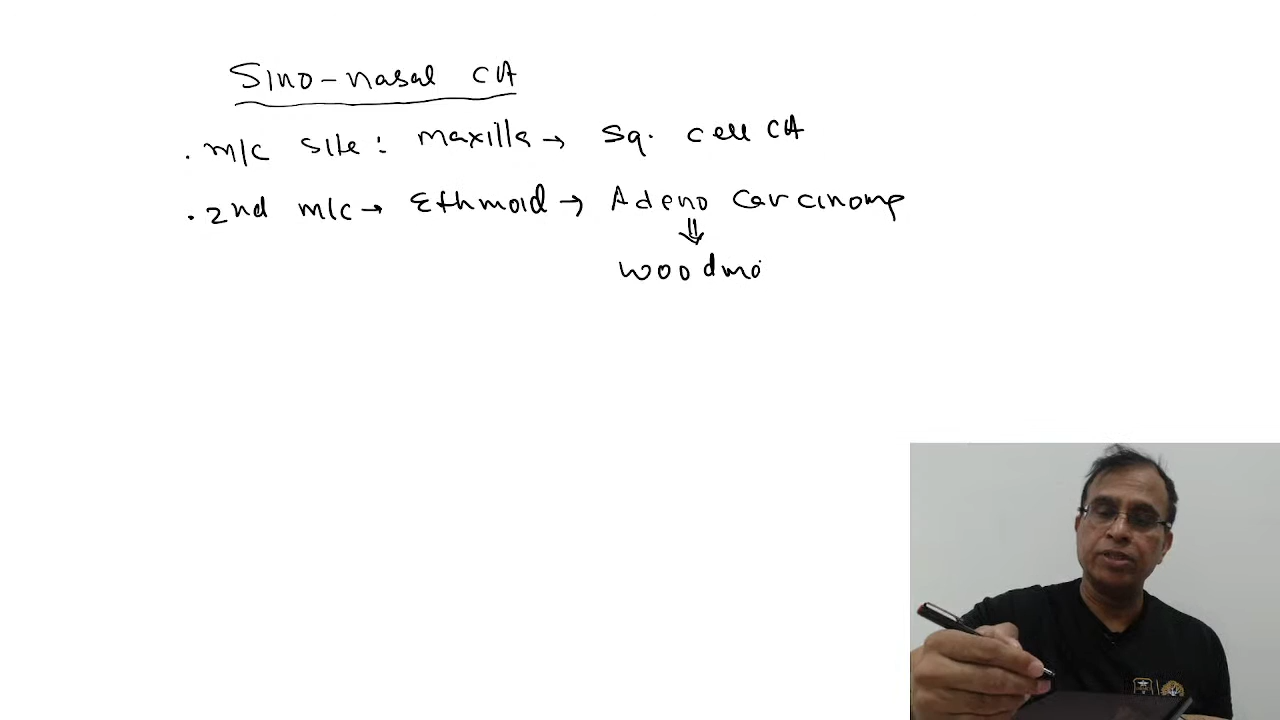 Sino-nasal CA
. m/c site : maxilla → Sq. cell CA
. 2nd m/c → Ethmoid → Adeno Carcinoma
⇓
woodmo